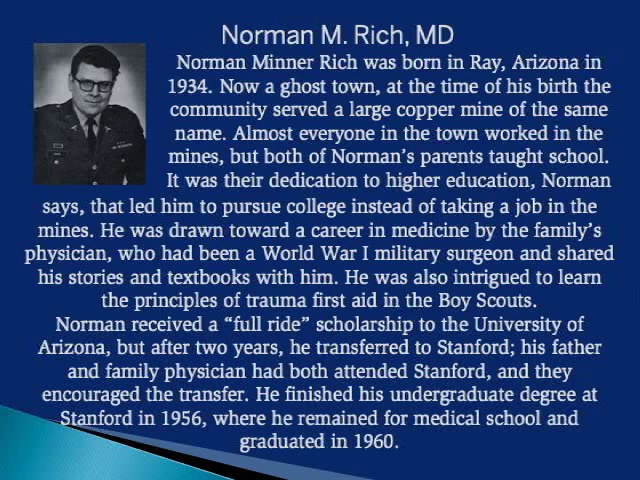 Norman M. Rich, MD
Norman Minner Rich was born in Ray, Arizona in
1934. Now a ghost town, at the time of his birth the
community served a large copper mine of the same
name. Almost everyone in the town worked in the
mines, but both of Norman’s parents taught school.
It was their dedication to higher education, Norman
says, that led him to pursue college instead of taking a job in the
mines. He was drawn toward a career in medicine by the family’s
physician, who had been a World War I military surgeon and shared
his stories and textbooks with him. He was also intrigued to learn
the principles of trauma first aid in the Boy Scouts.
Norman received a “full ride” scholarship to the University of
Arizona, but after two years, he transferred to Stanford; his father
and family physician had both attended Stanford, and they
encouraged the transfer. He finished his undergraduate degree at
Stanford in 1956, where he remained for medical school and
graduated in 1960.